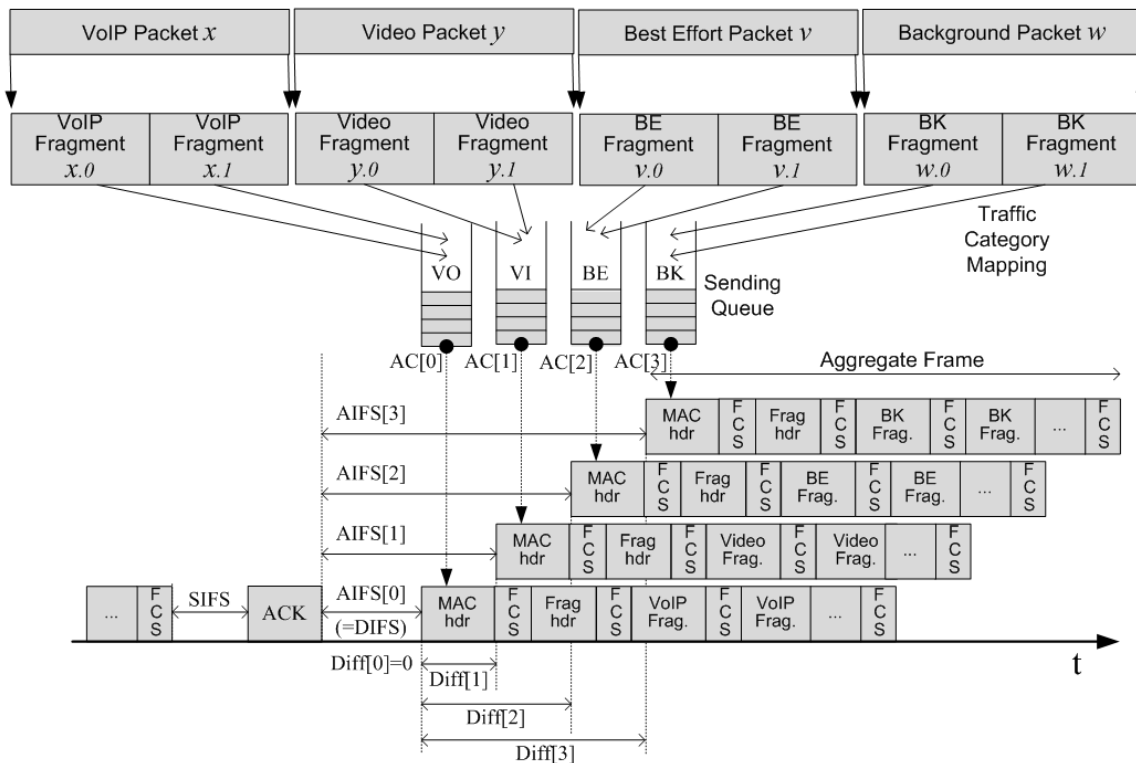 VoIP Packet x
Video Packet y
Best Effort Packet v
Background Packet w
VoIP Fragment x.0
VoIP Fragment x.1
Video Fragment y.0
Video Fragment y.1
BE Fragment v.0
BE Fragment v.1
BK Fragment w.0
BK Fragment w.1
Traffic Category Mapping
VO
VI
BE
BK
Sending Queue
AC[0]
AC[1]
AC[2]
AC[3]
Aggregate Frame
AIFS[3]
MAC hdr
FCS
Frag hdr
FCS
BK Frag.
FCS
BK Frag.
...
FCS
AIFS[2]
MAC hdr
FCS
Frag hdr
FCS
BE Frag.
FCS
BE Frag.
...
FCS
AIFS[1]
MAC hdr
FCS
Frag hdr
FCS
Video Frag.
FCS
Video Frag.
...
FCS
...
FCS
SIFS
ACK
AIFS[0]
(=DIFS)
MAC hdr
FCS
Frag hdr
FCS
VoIP Frag.
FCS
VoIP Frag.
...
FCS
t
Diff[0]=0
Diff[1]
Diff[2]
Diff[3]